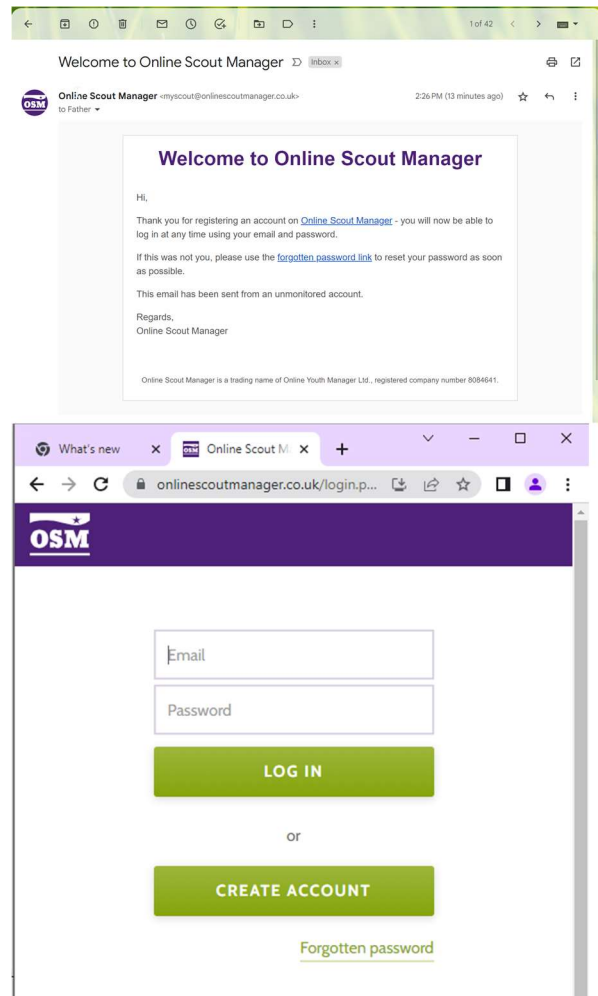 1 of 42
Welcome to Online Scout Manager Inbox x
OSM
Online Scout Manager <myscout@onlinescoutmanager.co.uk> 2:26 PM (13 minutes ago)
to Father
Welcome to Online Scout Manager
Hi,
Thank you for registering an account on Online Scout Manager - you will now be able to
log in at any time using your email and password.
If this was not you, please use the forgotten password link to reset your password as soon
as possible.
This email has been sent from an unmonitored account.
Regards,
Online Scout Manager
Online Scout Manager is a trading name of Online Youth Manager Ltd., registered company number 8084641.
What's new OSM Online Scout M
onlinescoutmanager.co.uk/login.p...
OSM
Email
Password
LOG IN
or
CREATE ACCOUNT
Forgotten password